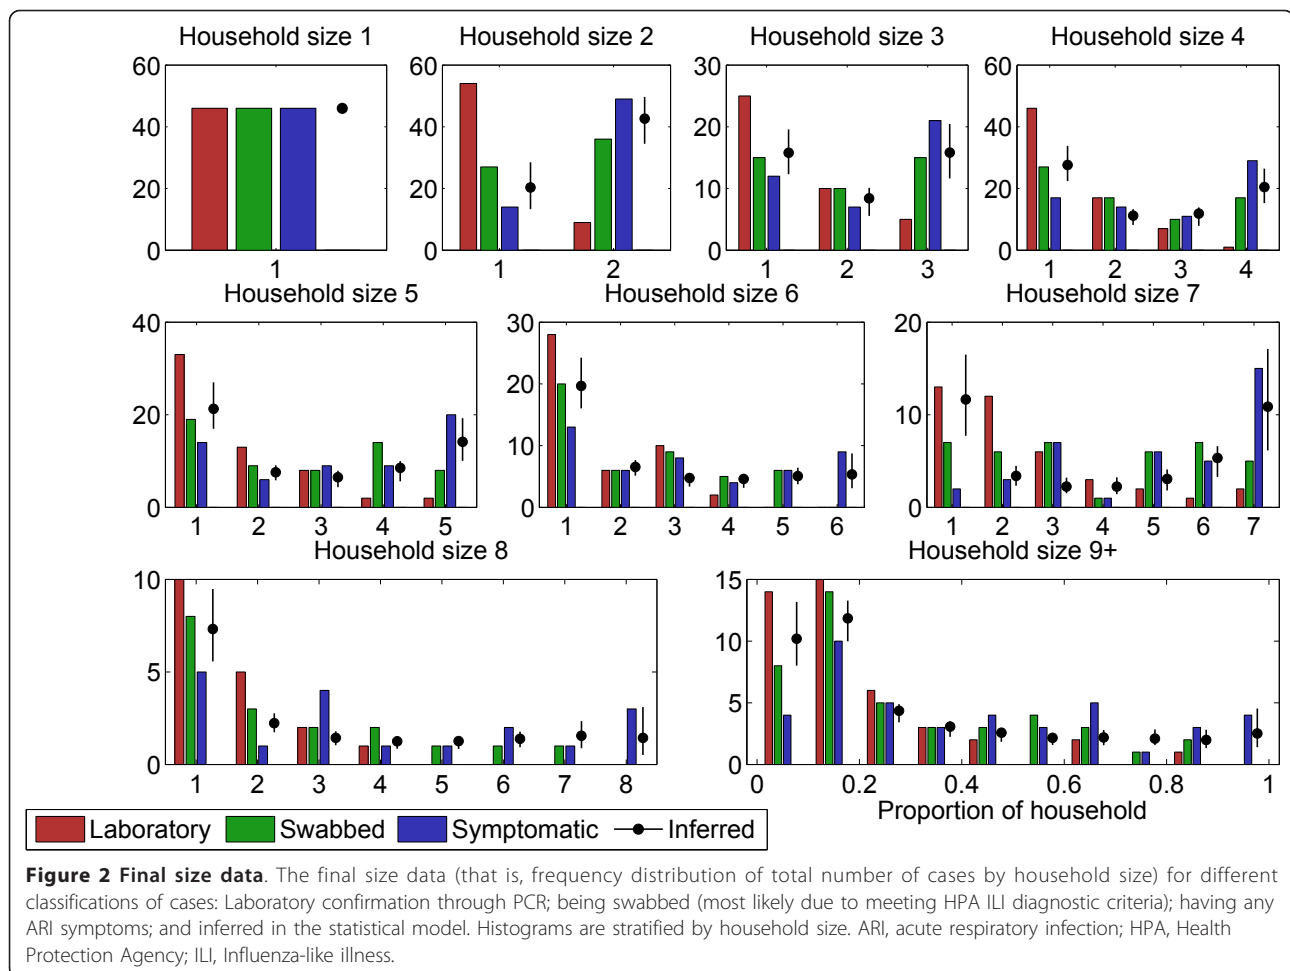 Household size 1
60
40
20
0
1
Household size 2
60
40
20
0
1 2
Household size 3
30
20
10
0
1 2 3
Household size 4
60
40
20
0
1 2 3 4
Household size 5
40
20
0
1 2 3 4 5
Household size 6
30
20
10
0
1 2 3 4 5 6
Household size 7
20
10
0
1 2 3 4 5 6 7
Household size 8
10
5
0
1 2 3 4 5 6 7 8
Household size 9+
15
10
5
0
0 0.2 0.4 0.6 0.8 1
Proportion of household
Laboratory Swabbed Symptomatic Inferred
Figure 2 Final size data. The final size data (that is, frequency distribution of total number of cases by household size) for different
classifications of cases: Laboratory confirmation through PCR; being swabbed (most likely due to meeting HPA ILI diagnostic criteria); having any
ARI symptoms; and inferred in the statistical model. Histograms are stratified by household size. ARI, acute respiratory infection; HPA, Health
Protection Agency; ILI, Influenza-like illness.